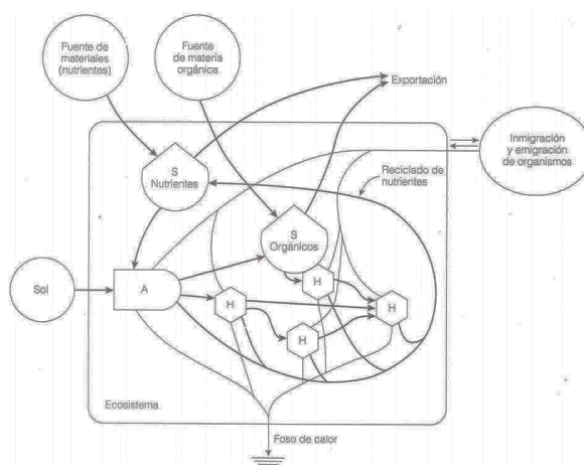 Fuente de
materiales
(nutrientes)
Fuente
de materia
orgánica
Exportación
Inmigración
y emigración
de organismos
S
Nutrientes
Reciclado de
nutrientes
S
Orgánicos
Sol
A
H
H
H
H
Ecosistema
Foso de calor